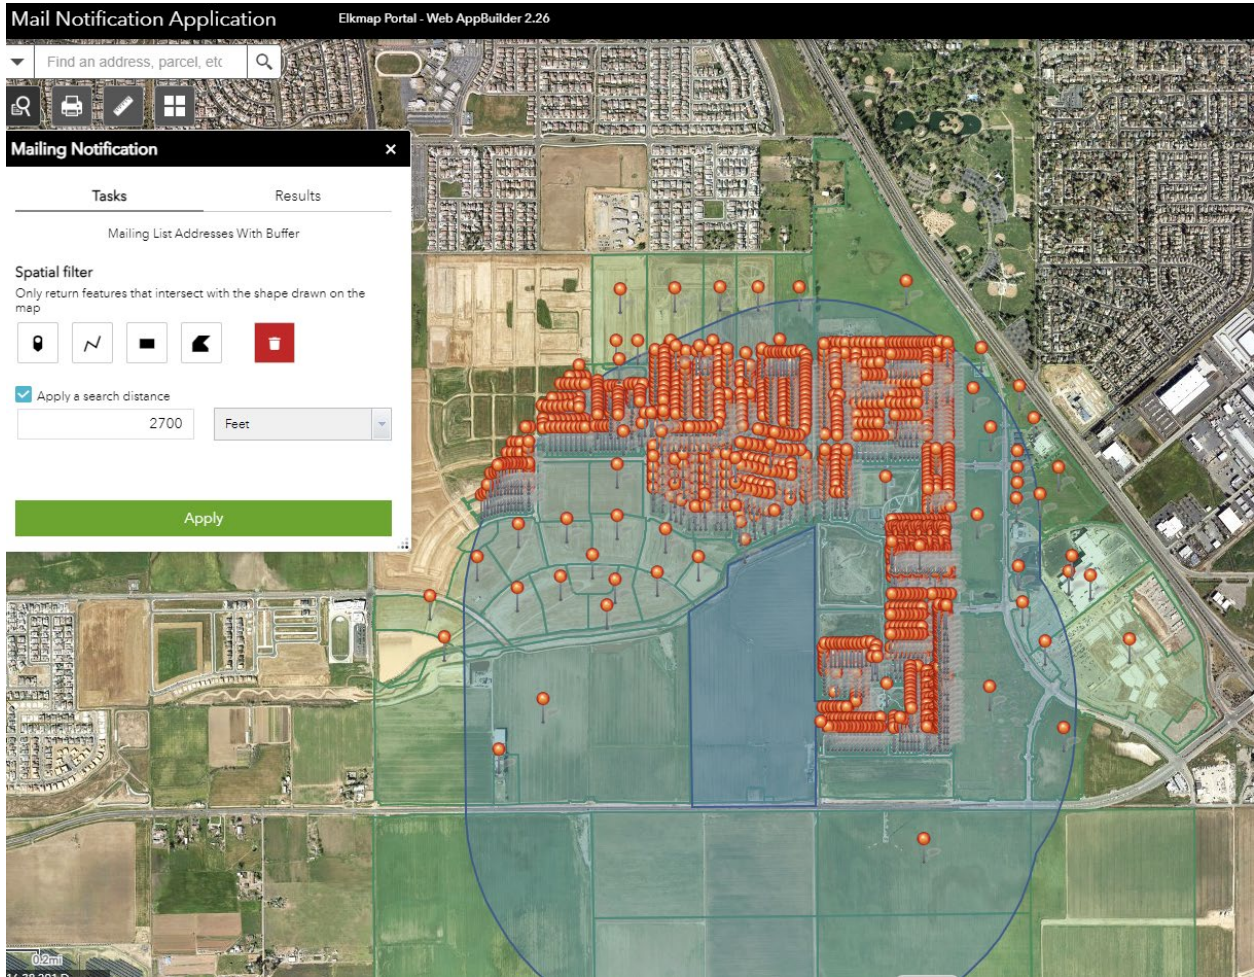 Mail Notification Application
Elkmap Portal - Web AppBuilder 2.26
Find an address, parcel, etc
Mailing Notification
Tasks
Results
Mailing List Addresses With Buffer
Spatial filter
Only return features that intersect with the shape drawn on the
map
Apply a search distance
2700
Feet
Apply
0.2mi